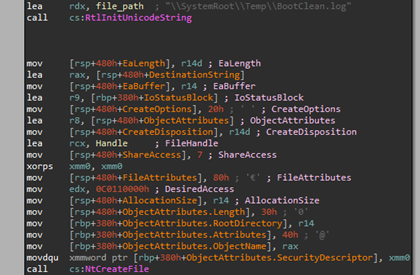 lea rdx, file_path ; "\\SystemRoot\\Temp\\BootClean.log"
call cs:RtlInitUnicodeString
mov [rsp+480h+EaLength], r14d ; EaLength
lea rax, [rsp+480h+DestinationString]
mov [rsp+480h+EaBuffer], r14 ; EaBuffer
lea r9, [rbp+380h+IoStatusBlock] ; IoStatusBlock
mov [rsp+480h+CreateOptions], 20h ; ' ' ; CreateOptions
lea r8, [rsp+480h+ObjectAttributes] ; ObjectAttributes
mov [rsp+480h+CreateDisposition], r14d ; CreateDisposition
lea rcx, Handle ; FileHandle
mov [rsp+480h+ShareAccess], 7 ; ShareAccess
xorps xmm0, xmm0
mov [rsp+480h+FileAttributes], 80h ; '€' ; FileAttributes
mov edx, 0C0110000h ; DesiredAccess
mov [rsp+480h+AllocationSize], r14 ; AllocationSize
mov [rsp+480h+ObjectAttributes.Length], 30h ; '0'
mov [rbp+380h+ObjectAttributes.RootDirectory], r14
mov [rbp+380h+ObjectAttributes.Attributes], 40h ; '@'
mov [rbp+380h+ObjectAttributes.ObjectName], rax
movdqu xmmword ptr [rbp+380h+ObjectAttributes.SecurityDescriptor], xmm0
call cs:NtCreateFile